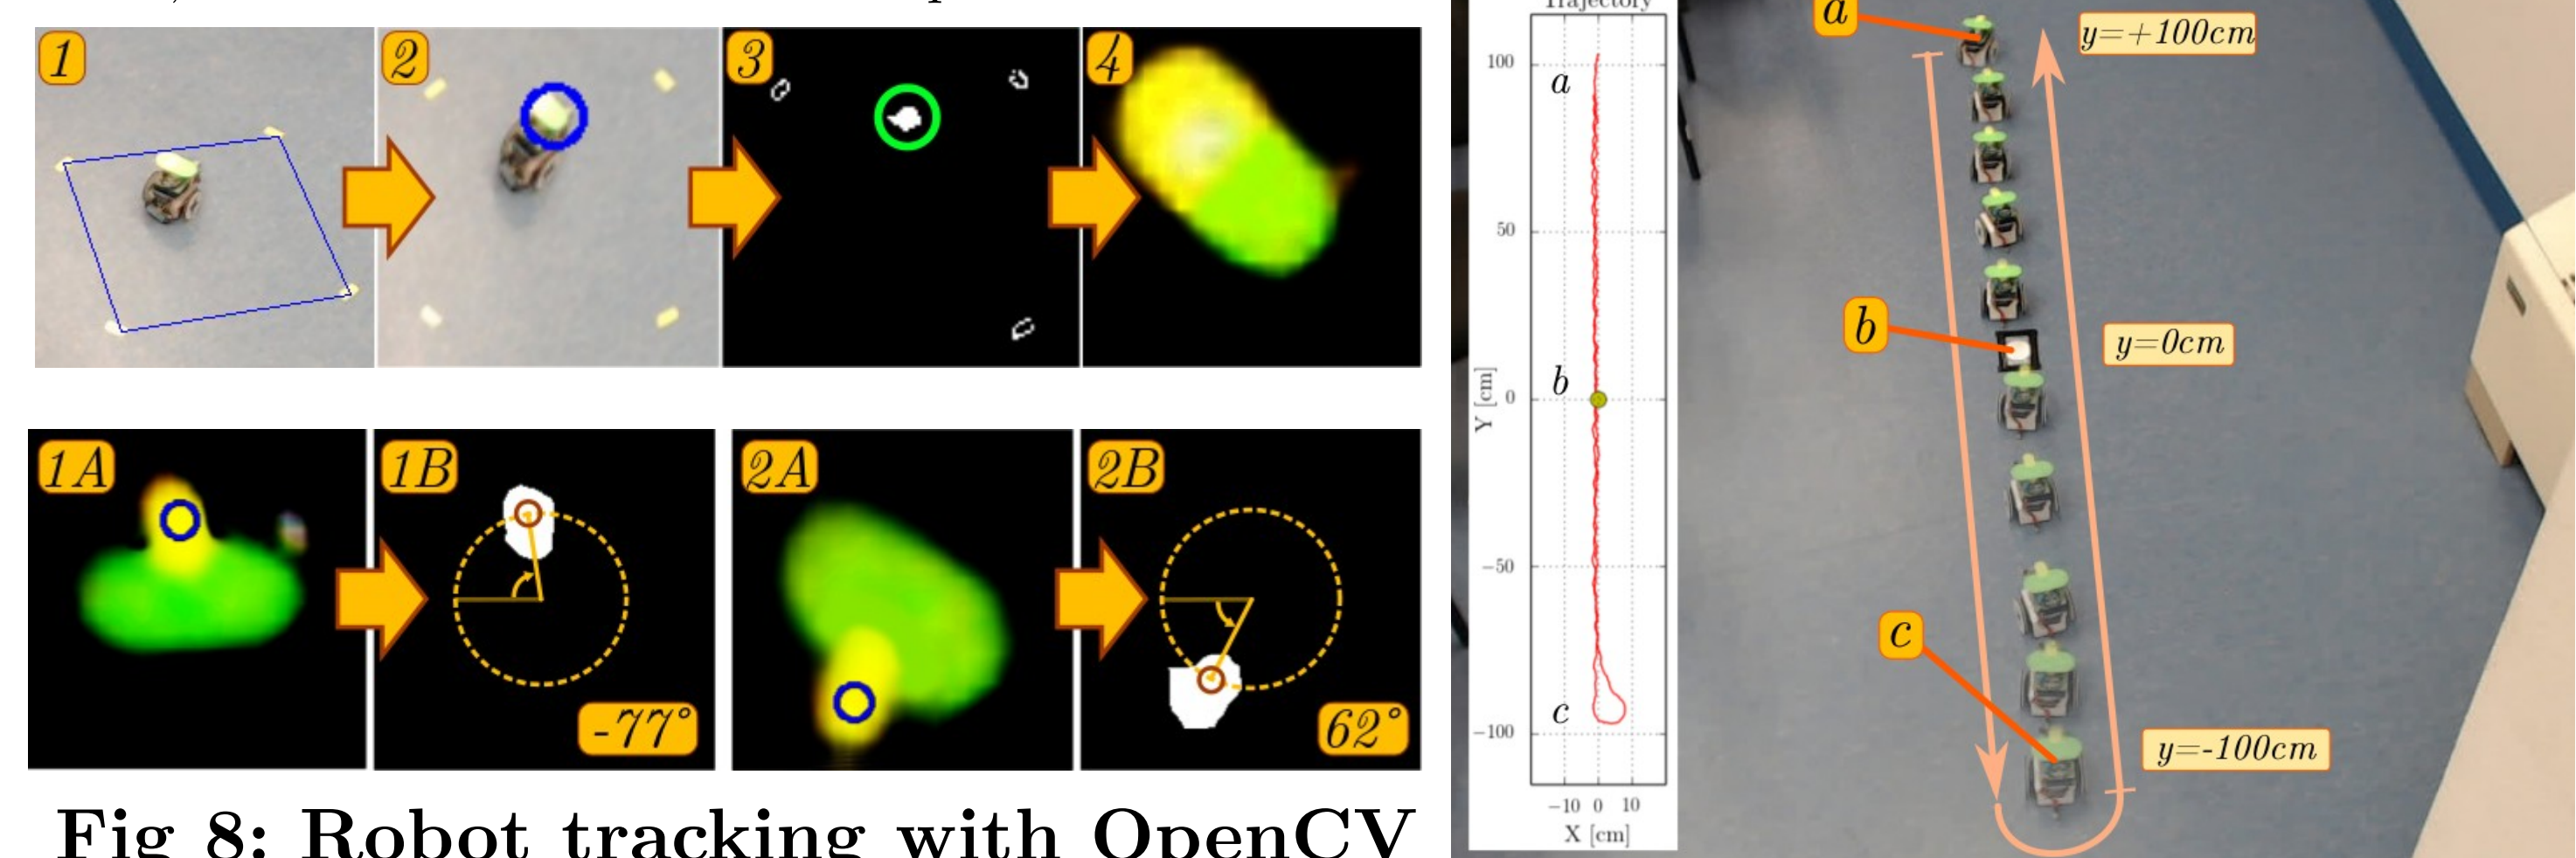 1
2
3
4
1A
1B
-77°
2A
2B
62°
Fig 8: Robot tracking with OpenCV
Trajectory
100
50
0
−50
−100
Y [cm]
a
b
c
−10 0 10
X [cm]
a
y=+100cm
b
y=0cm
c
y=-100cm